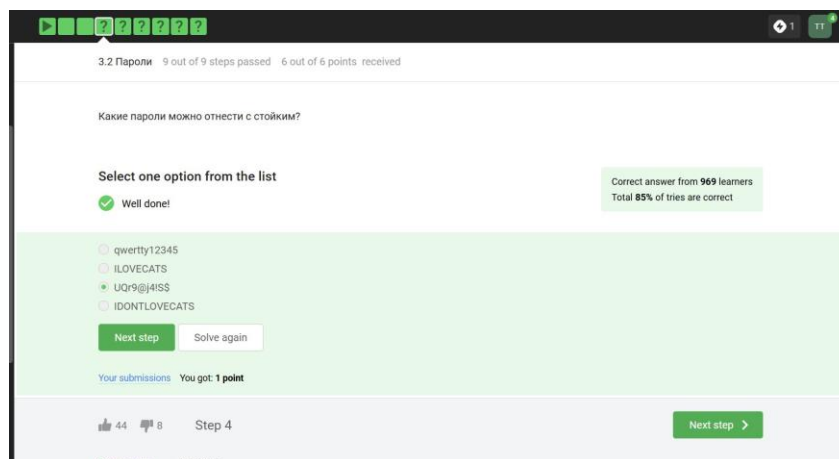 ? ? ? ? ? ?
1 TT 4
3.2 Пароли 9 out of 9 steps passed 6 out of 6 points received
Какие пароли можно отнести с стойким?
Select one option from the list
Well done!
Correct answer from 969 learners
Total 85% of tries are correct
qwertty12345
ILOVECATS
UQr9@j4!S$
IDONTLOVECATS
Next step Solve again
Your submissions You got: 1 point
44 8 Step 4 Next step